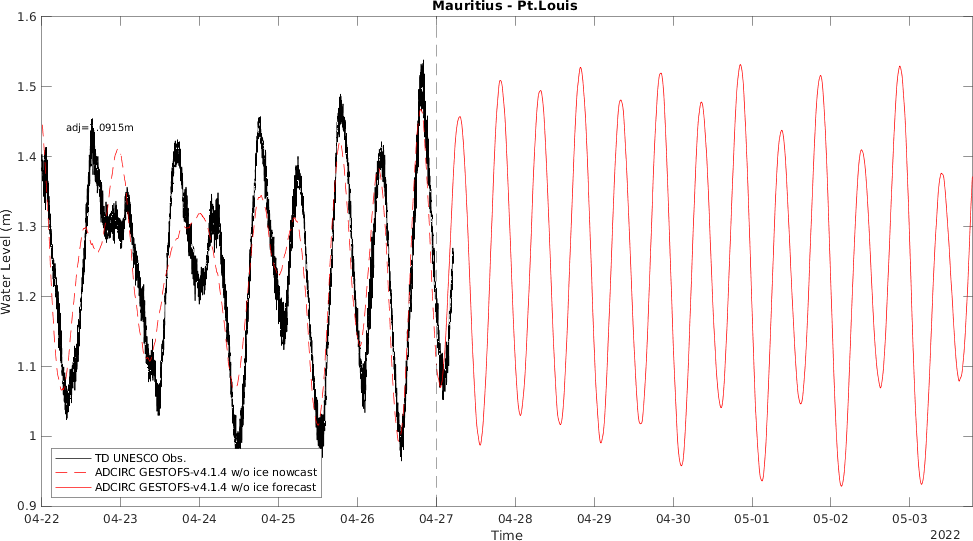 Mauritius - Pt.Louis
1.6
1.5
1.4
1.3
1.2
1.1
1
0.9
Water Level (m)
adj=1.0915m
TD UNESCO Obs.
ADCIRC GESTOFS-v4.1.4 w/o ice nowcast
ADCIRC GESTOFS-v4.1.4 w/o ice forecast
04-22 04-23 04-24 04-25 04-26 04-27 04-28 04-29 04-30 05-01 05-02 05-03
Time
2022